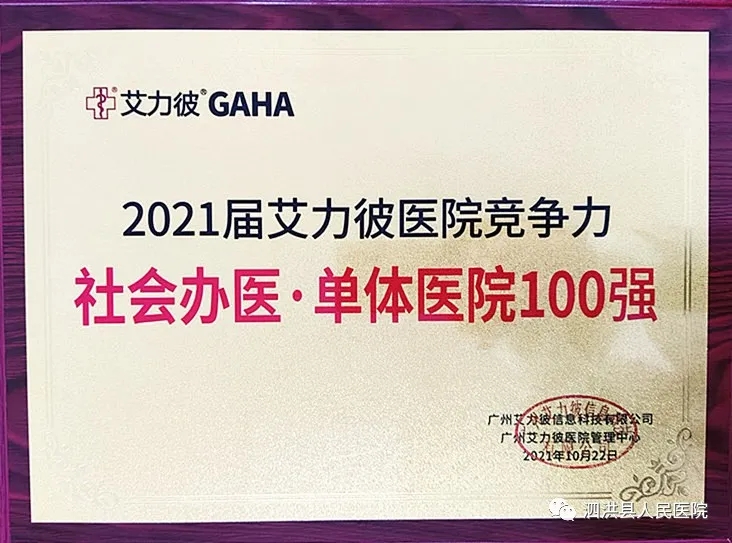 艾力彼®GAHA
2021届艾力彼医院竞争力
社会办医·单体医院100强
广州艾力彼信息科技有限公司
广州艾力彼医院管理中心
2021年10月22日
泗洪县人民医院